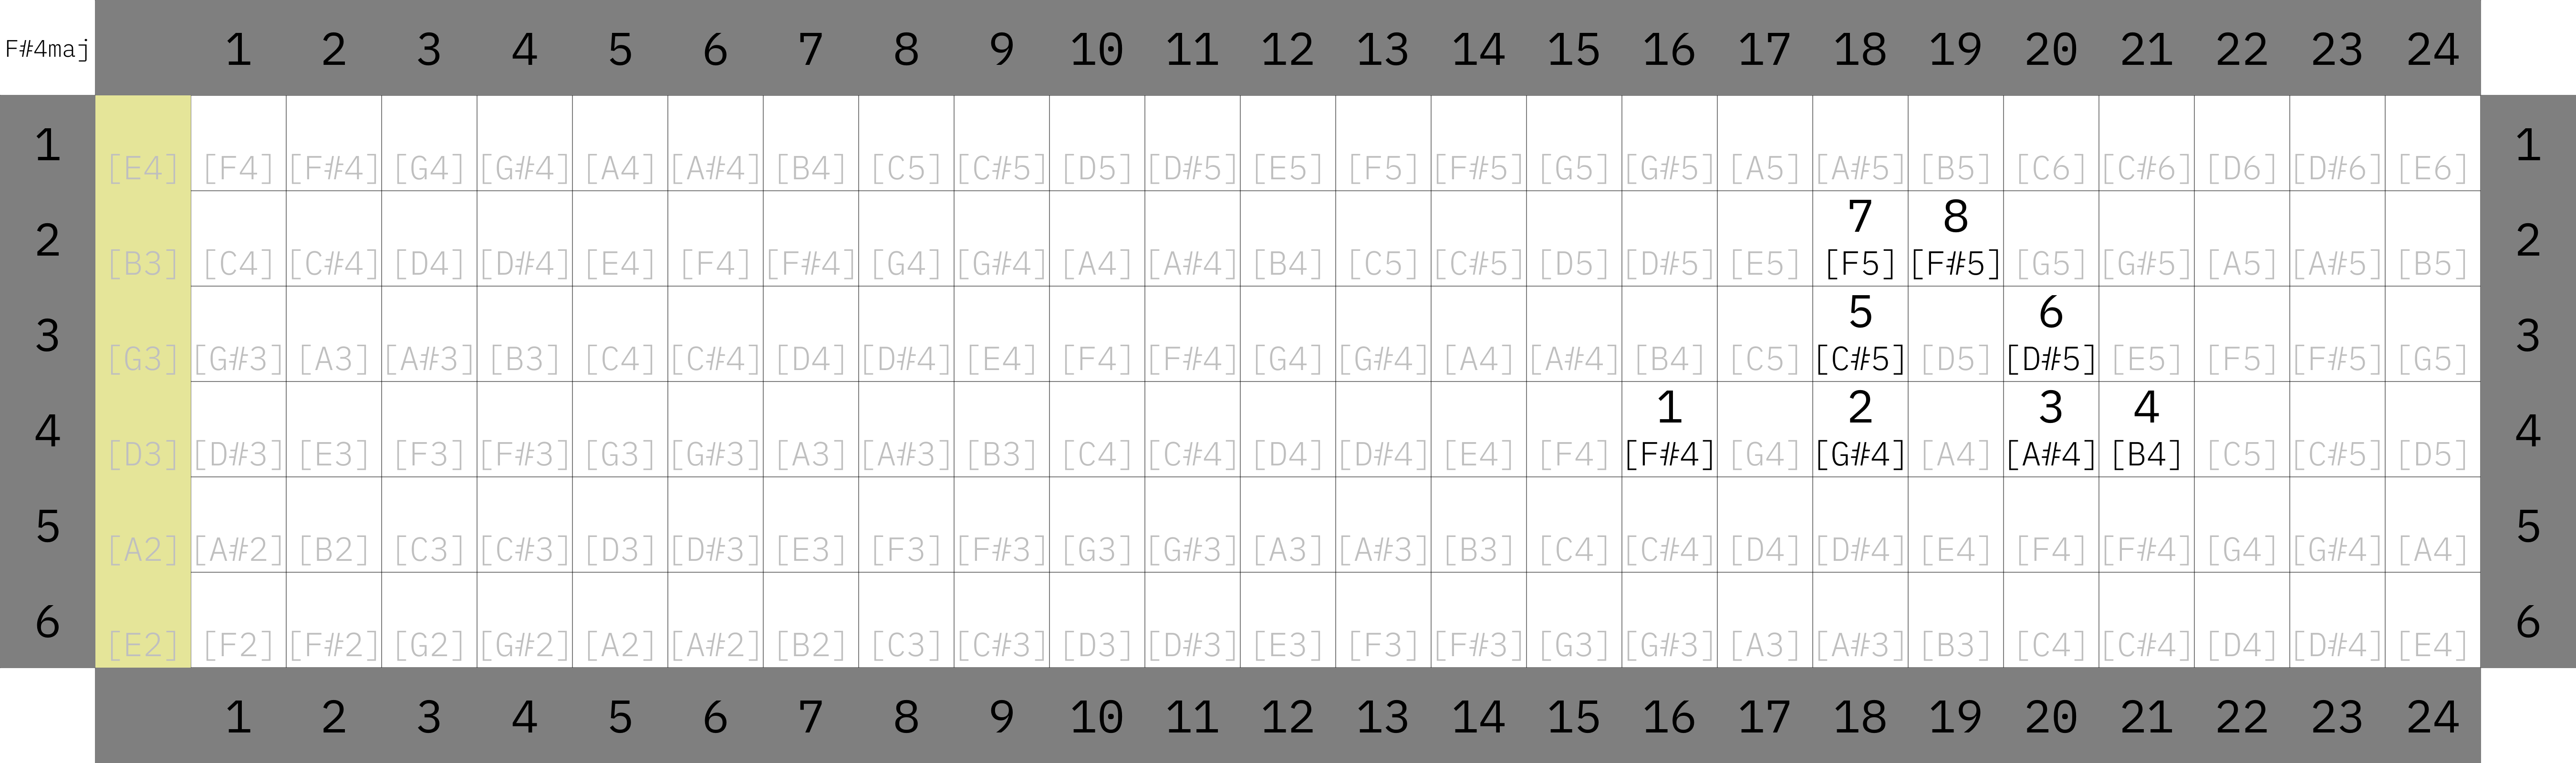 F#4maj 1 2 3 4 5 6 7 8 9 10 11 12 13 14 15 16 17 18 19 20 21 22 23 24
1 [E4] [F4] [F#4] [G4] [G#4] [A4] [A#4] [B4] [C5] [C#5] [D5] [D#5] [E5] [F5] [F#5] [G5] [G#5] [A5] [A#5] [B5] [C6] [C#6] [D6] [D#6] [E6] 1
7 8
2 [B3] [C4] [C#4] [D4] [D#4] [E4] [F4] [F#4] [G4] [G#4] [A4] [A#4] [B4] [C5] [C#5] [D5] [D#5] [E5] [F5] [F#5] [G5] [G#5] [A5] [A#5] [B5] 2
5 6
3 [G3] [G#3] [A3] [A#3] [B3] [C4] [C#4] [D4] [D#4] [E4] [F4] [F#4] [G4] [G#4] [A4] [A#4] [B4] [C5] [C#5] [D5] [D#5] [E5] [F5] [F#5] [G5] 3
1 2 3 4
4 [D3] [D#3] [E3] [F3] [F#3] [G3] [G#3] [A3] [A#3] [B3] [C4] [C#4] [D4] [D#4] [E4] [F4] [F#4] [G4] [G#4] [A4] [A#4] [B4] [C5] [C#5] [D5] 4
5 [A2] [A#2] [B2] [C3] [C#3] [D3] [D#3] [E3] [F3] [F#3] [G3] [G#3] [A3] [A#3] [B3] [C4] [C#4] [D4] [D#4] [E4] [F4] [F#4] [G4] [G#4] [A4] 5
6 [E2] [F2] [F#2] [G2] [G#2] [A2] [A#2] [B2] [C3] [C#3] [D3] [D#3] [E3] [F3] [F#3] [G3] [G#3] [A3] [A#3] [B3] [C4] [C#4] [D4] [D#4] [E4] 6
1 2 3 4 5 6 7 8 9 10 11 12 13 14 15 16 17 18 19 20 21 22 23 24